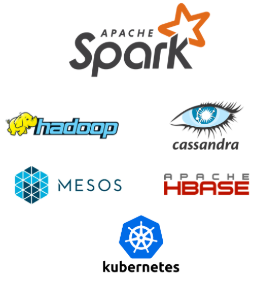 APACHE
Spark
hadoop
cassandra
MESOS
APACHE
HBASE
kubernetes